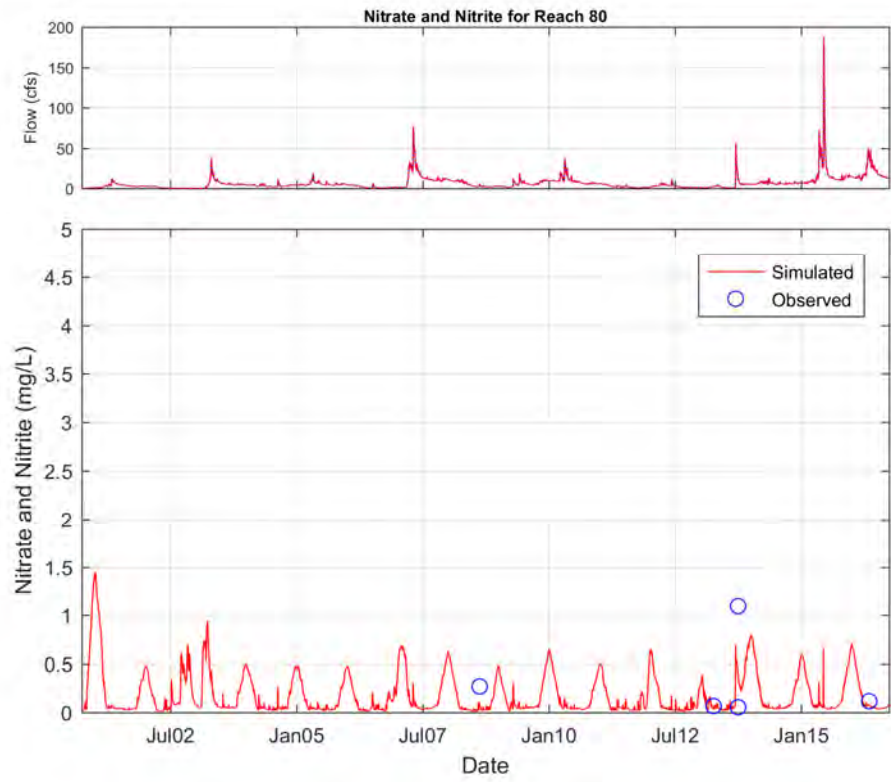 Nitrate and Nitrite for Reach 80
Flow (cfs)
200
150
100
50
0
Nitrate and Nitrite (mg/L)
5
4.5
4
3.5
3
2.5
2
1.5
1
0.5
0
Simulated
Observed
Jul02 Jan05 Jul07 Jan10 Jul12 Jan15
Date